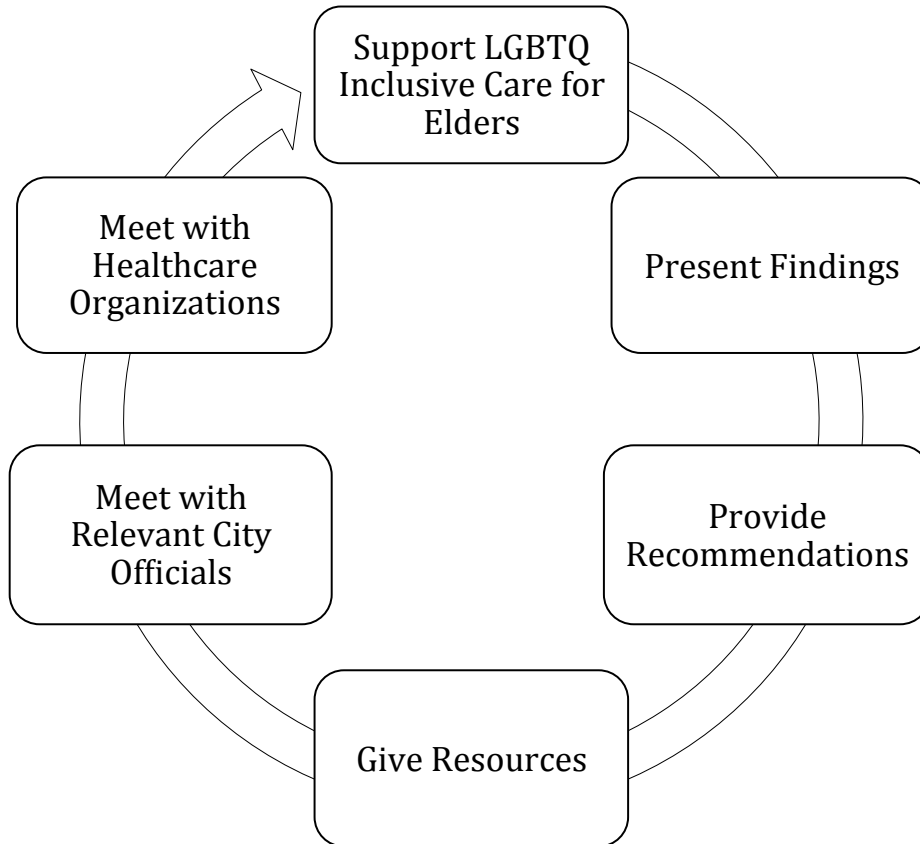 Support LGBTQ
Inclusive Care for
Elders
Present Findings
Provide
Recommendations
Give Resources
Meet with
Relevant City
Officials
Meet with
Healthcare
Organizations